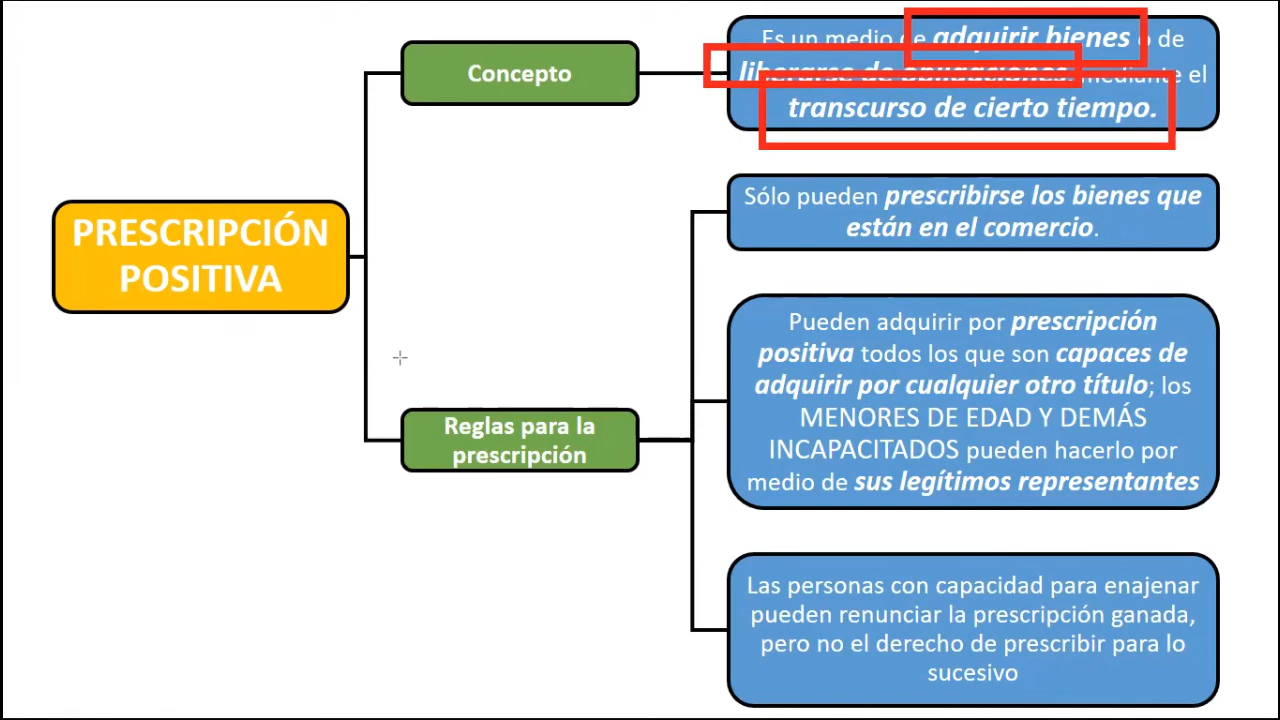 PRESCRIPCIÓN
POSITIVA
Concepto
Es un medio de adquirir bienes o de
liberarse de obligaciones, mediante el
transcurso de cierto tiempo.
Reglas para la
prescripción
Sólo pueden prescribirse los bienes que
están en el comercio.
Pueden adquirir por prescripción
positiva todos los que son capaces de
adquirir por cualquier otro título; los
MENORES DE EDAD Y DEMÁS
INCAPACITADOS pueden hacerlo por
medio de sus legítimos representantes
Las personas con capacidad para enajenar
pueden renunciar la prescripción ganada,
pero no el derecho de prescribir para lo
sucesivo